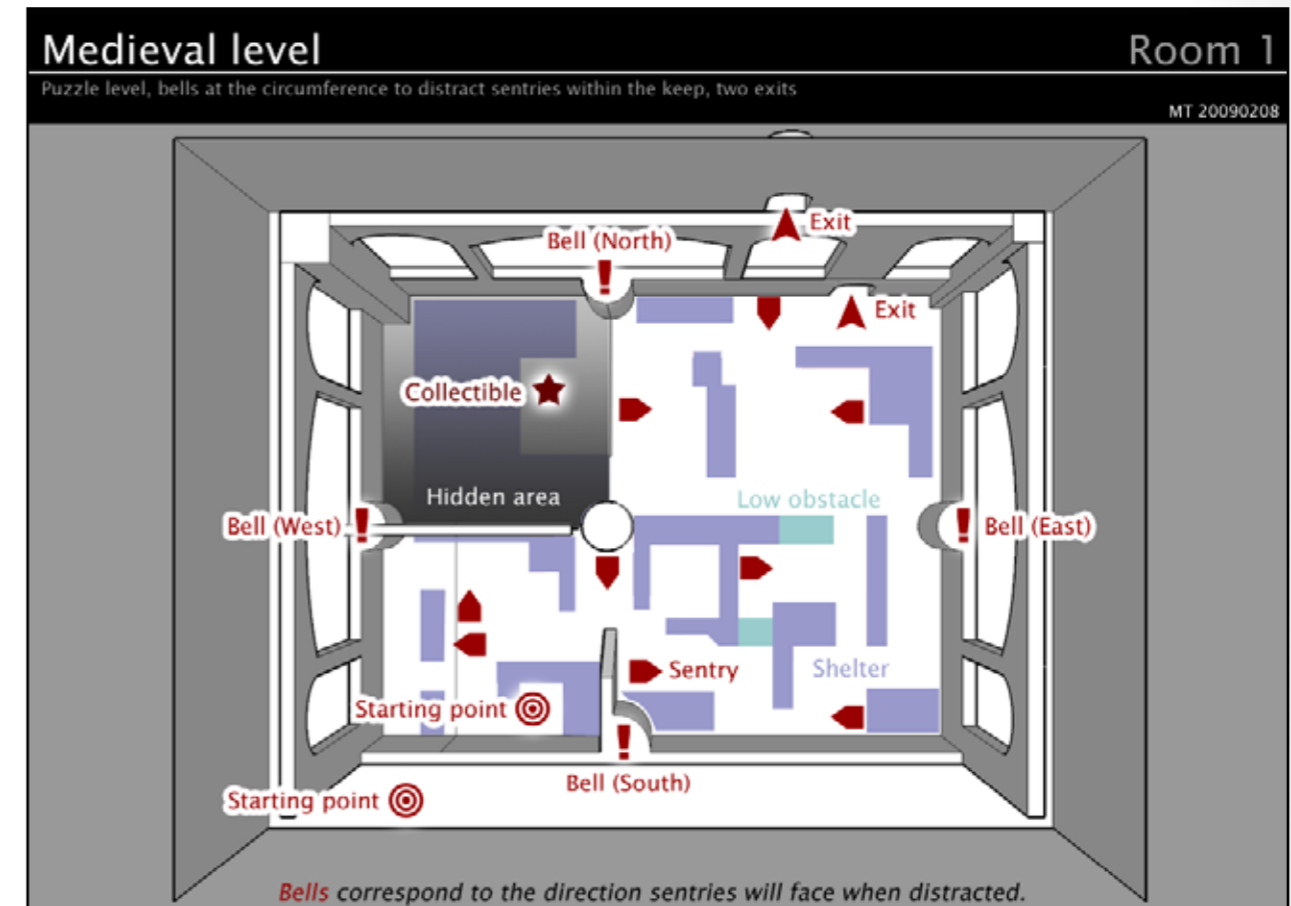 Medieval level
Room 1
Puzzle level, bells at the circumference to distract sentries within the keep, two exits
MT 20090208
Exit
Bell (North)
Exit
Collectible
Hidden area
Low obstacle
Bell (West)
Bell (East)
Sentry
Shelter
Starting point
Bell (South)
Starting point
Bells correspond to the direction sentries will face when distracted.